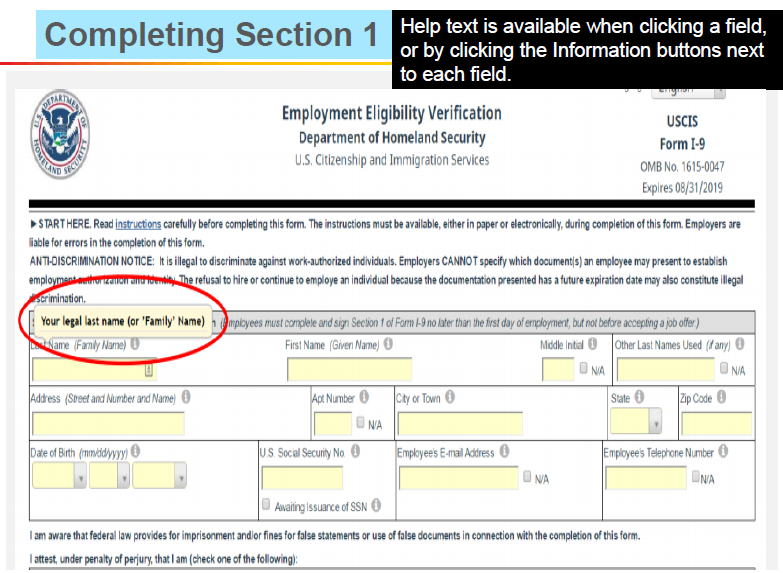 Completing Section 1
Help text is available when clicking a field,
or by clicking the Information buttons next
to each field.
U.S. DEPARTMENT OF HOMELAND SECURITY
Employment Eligibility Verification
Department of Homeland Security
U.S. Citizenship and Immigration Services
English
USCIS
Form I-9
OMB No. 1615-0047
Expires 08/31/2019
►START HERE. Read instructions carefully before completing this form. The instructions must be available, either in paper or electronically, during completion of this form. Employers are
liable for errors in the completion of this form.
ANTI-DISCRIMINATION NOTICE: It is illegal to discriminate against work-authorized individuals. Employers CANNOT specify which document(s) an employee may present to establish
employment authorization and identity. The refusal to hire or continue to employe an individual because the documentation presented has a future expiration date may also constitute illegal
discrimination.
Your legal last name (or 'Family' Name)
(Employees must complete and sign Section 1 of Form I-9 no later than the first day of employment, but not before accepting a job offer.)
Last Name (Family Name) First Name (Given Name) Middle Initial Other Last Names Used (if any)
N/A N/A
Address (Street and Number and Name) Apt Number City or Town State Zip Code
N/A
Date of Birth (mm/dd/yyyy) U.S. Social Security No. Employee's E-mail Address Employee's Telephone Number
N/A N/A
Awaiting Issuance of SSN
I am aware that federal law provides for imprisonment and/or fines for false statements or use of false documents in connection with the completion of this form.
I attest, under penalty of perjury, that I am (check one of the following):